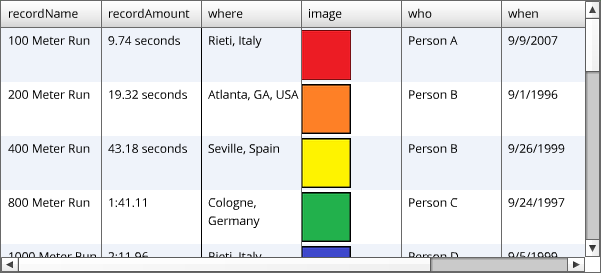 recordName recordAmount where image who when
100 Meter Run 9.74 seconds Rieti, Italy Person A 9/9/2007
200 Meter Run 19.32 seconds Atlanta, GA, USA Person B 9/1/1996
400 Meter Run 43.18 seconds Seville, Spain Person B 9/26/1999
800 Meter Run 1:41.11 Cologne, Person C 9/24/1997
Germany
1000 Meter Run 2:11.96 Rieti, Italy Person D 9/5/1999